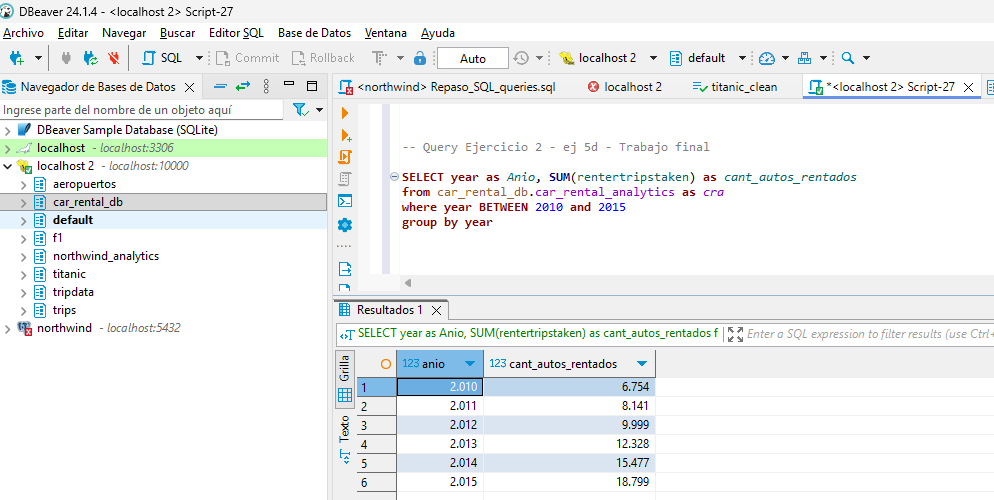 DBeaver 24.1.4 - <localhost 2> Script-27
Archivo Editar Navegar Buscar Editor SQL Base de Datos Ventana Ayuda
SQL Commit Rollback Auto localhost 2 default
Navegador de Bases de Datos
Ingrese parte del nombre de un objeto aquí
DBeaver Sample Database (SQLite)
localhost - localhost:3306
localhost 2 - localhost:10000
aeropuertos
car_rental_db
default
f1
northwind_analytics
titanic
tripdata
trips
northwind - localhost:5432
<northwind> Repaso_SQL_queries.sql localhost 2 titanic_clean *<localhost 2> Script-27
-- Query Ejercicio 2 - ej 5d - Trabajo final
SELECT year as Anio, SUM(rentertripstaken) as cant_autos_rentados
from car_rental_db.car_rental_analytics as cra
where year BETWEEN 2010 and 2015
group by year
Resultados 1
SELECT year as Anio, SUM(rentertripstaken) as cant_autos_rentados f
Enter a SQL expression to filter results (use Ctrl+
Grilla
Texto
123 anio 123 cant_autos_rentados
1 2.010 6.754
2 2.011 8.141
3 2.012 9.999
4 2.013 12.328
5 2.014 15.477
6 2.015 18.799